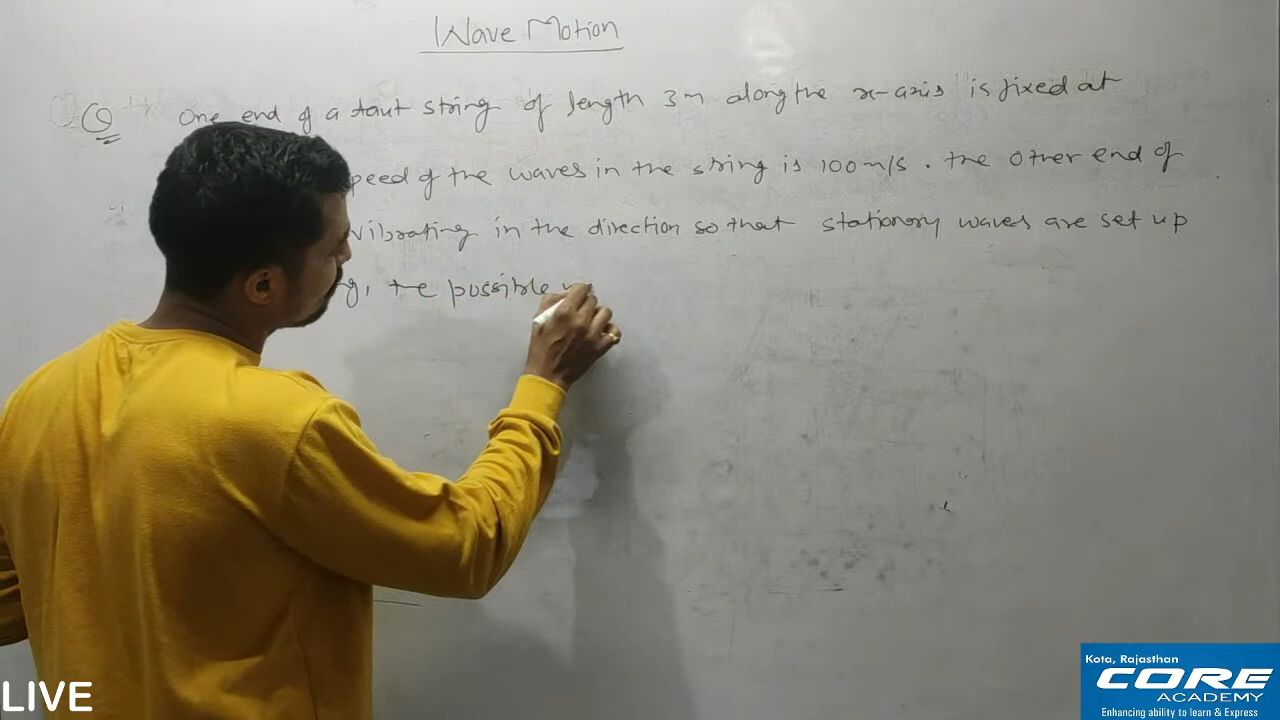 Wave Motion
Q One end of a taut string of length 3m along the x-axis is fixed at
peed of the waves in the string is 100 m/s. the other end of
vibrating in the direction so that stationary waves are set up
g, te possible
LIVE
Kota, Rajasthan
CORE
ACADEMY
Enhancing ability to learn & Express